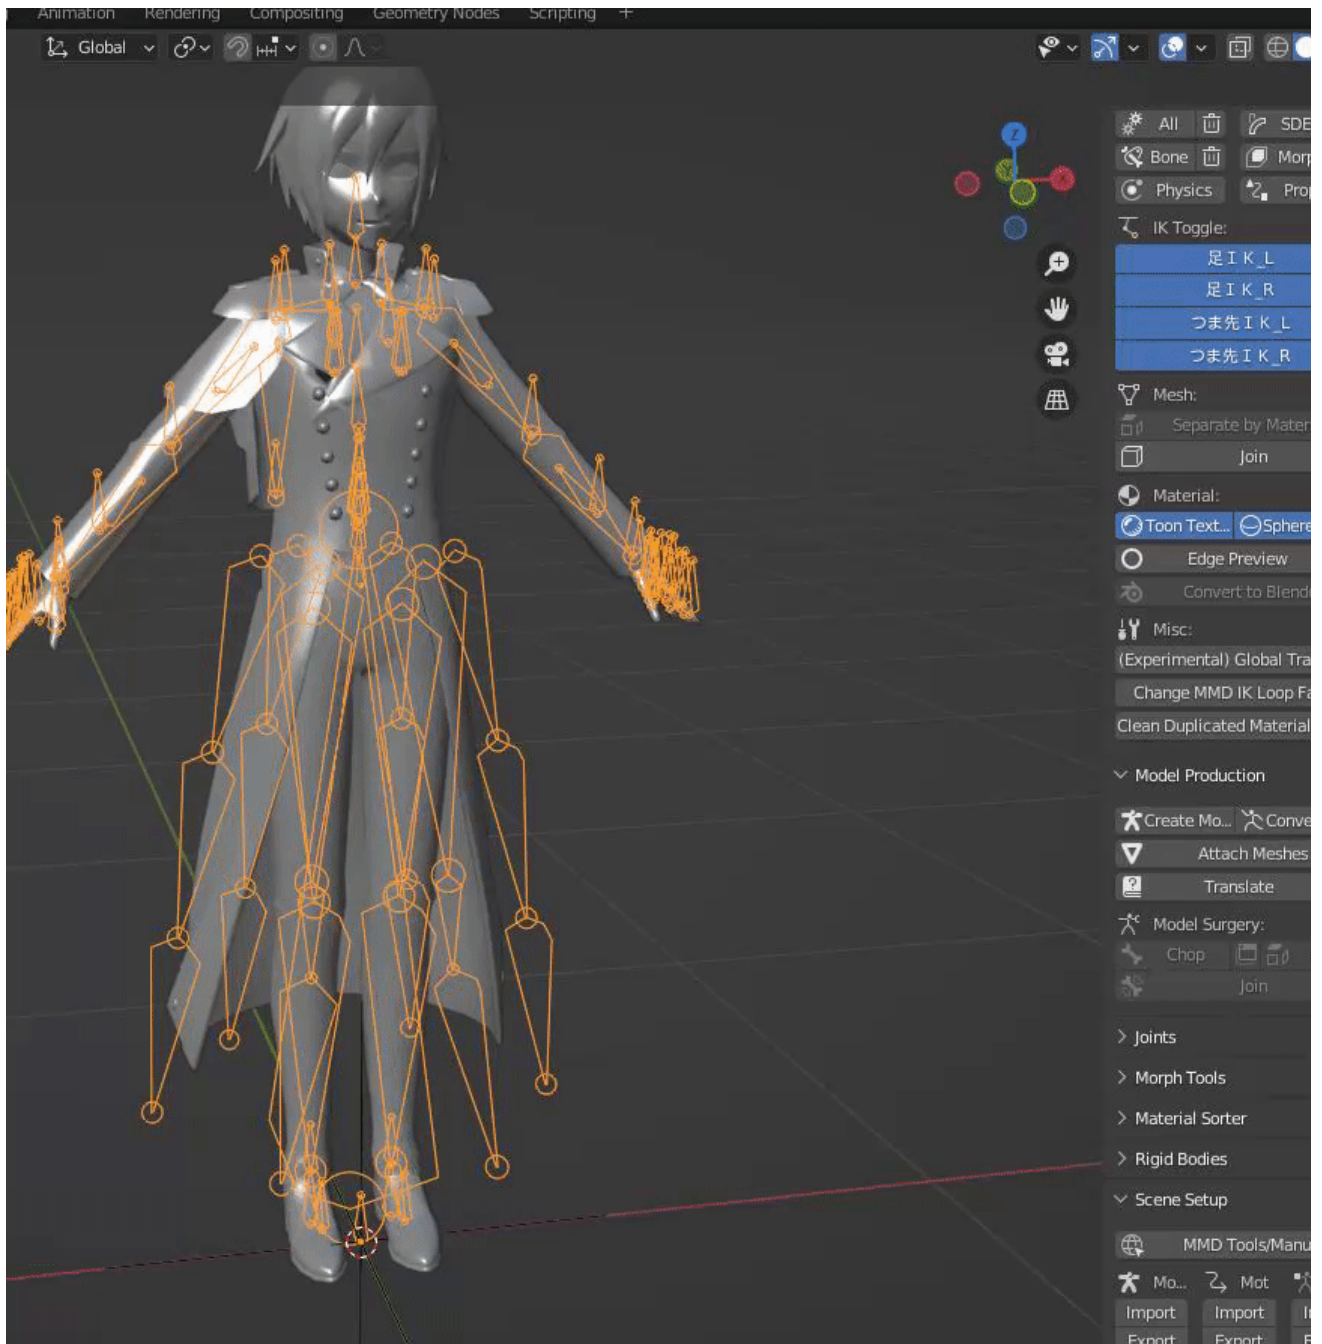 Animation Rendering Compositing Geometry Nodes Scripting +
Global
Z
All
Bone
Physics
IK Toggle:
足ＩＫ_L
足ＩＫ_R
つま先ＩＫ_L
つま先ＩＫ_R
Mesh:
Separate by Mater
Join
Material:
Toon Text... Sphere
Edge Preview
Convert to Blend
Misc:
(Experimental) Global Tra
Change MMD IK Loop Fa
Clean Duplicated Material
Model Production
Create Mo... Conve
Attach Meshes
Translate
Model Surgery:
Chop
Join
Joints
Morph Tools
Material Sorter
Rigid Bodies
Scene Setup
MMD Tools/Manu
Mo... Mot
Import Import
Export Export